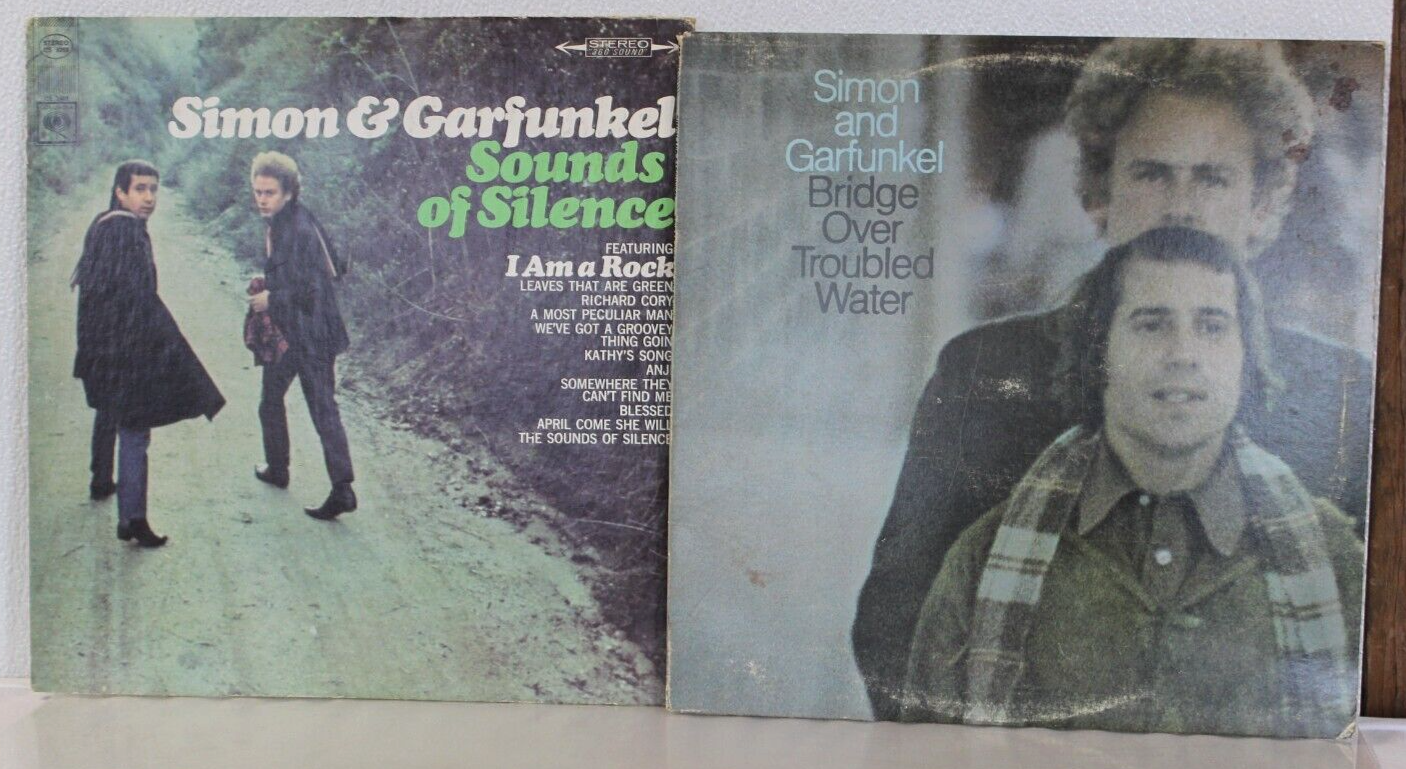 STEREO
STEREO
360 SOUND
Simon & Garfunkel
Sounds
of Silence
FEATURING
I Am a Rock
LEAVES THAT ARE GREEN
RICHARD CORY
A MOST PECULIAR MAN
WE'VE GOT A GROOVEY
THING GOIN
KATHY'S SONG
ANJI
SOMEWHERE THEY
CAN'T FIND ME
BLESSED
APRIL COME SHE WILL
THE SOUNDS OF SILENCE
Simon
and
Garfunkel
Bridge
Over
Troubled
Water